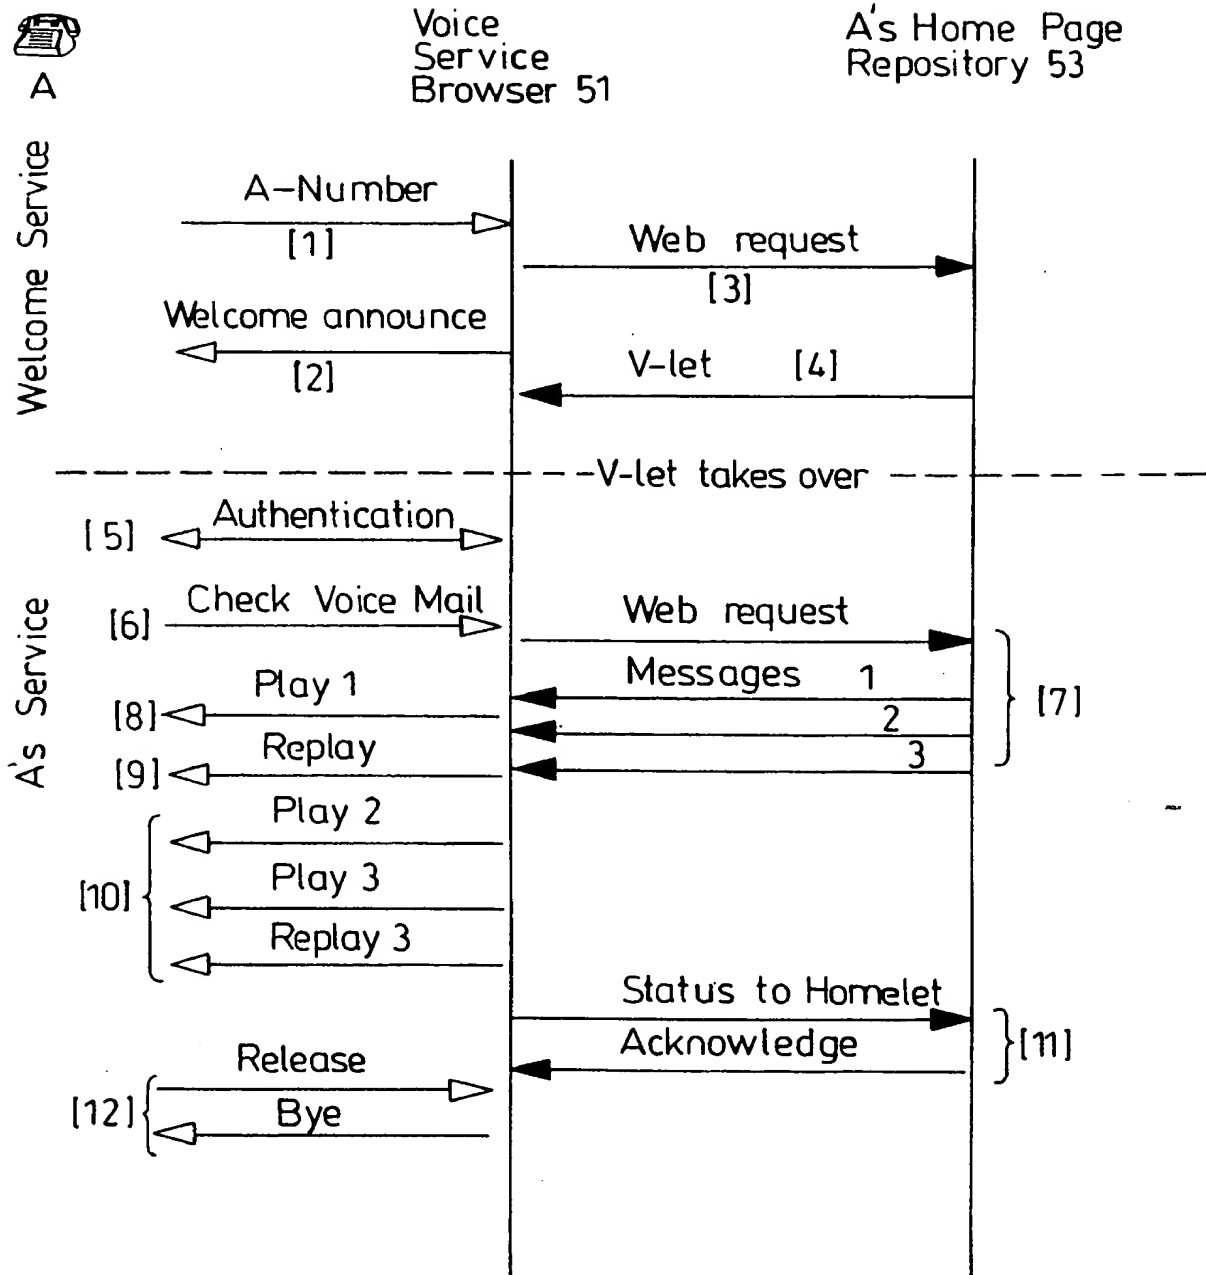 Voice
Service
Browser 51
A's Home Page
Repository 53
A
Welcome Service
A-Number
[1]
Web request
[3]
Welcome announce
[2]
V-let [4]
V-let takes over
[5] Authentication
A's Service
[6] Check Voice Mail
Web request
Messages 1
[7]
Play 1
[8]
2
Replay
[9]
3
Play 2
[10]
Play 3
Replay 3
Status to Homelet
[11]
Acknowledge
Release
[12]
Bye